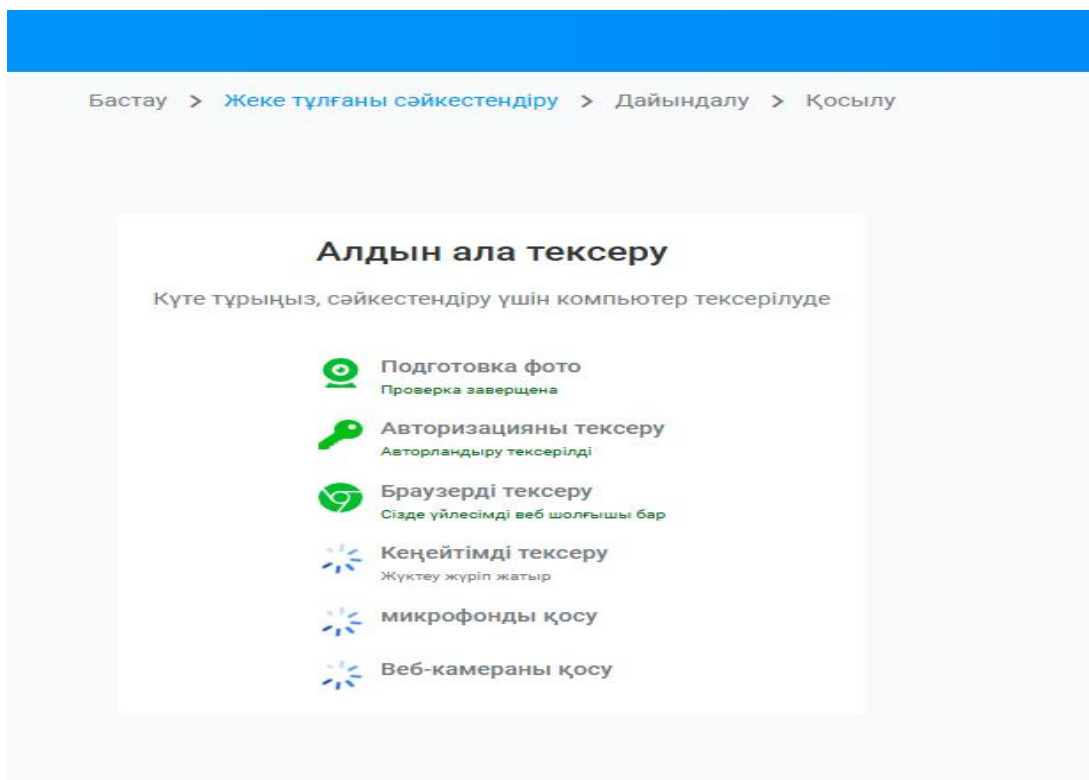 Бастау > Жеке тұлғаны сәйкестендіру > Дайындалу > Қосылу
Алдын ала тексеру
Күте тұрыңыз, сәйкестендіру үшін компьютер тексерілуде
Подготовка фото
Проверка заверщена
Авторизацияны тексеру
Авторландыру тексерілді
Браузерді тексеру
Сізде үйлесімді веб шолғышы бар
Кеңейтімді тексеру
Жүктеу жүріп жатыр
микрофонды қосу
Веб-камераны қосу